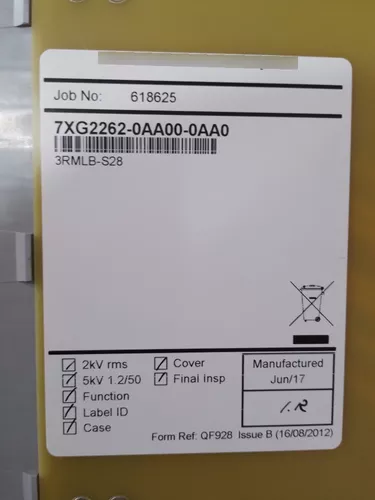 Job No: 618625
7XG2262-0AA00-0AA0
3RMLB-S28
2kV rms
5kV 1.2/50
Function
Label ID
Case
Cover
Final Insp
Manufactured
Jun/17
I.R
Form Ref: QF928 Issue B (16/08/2012)